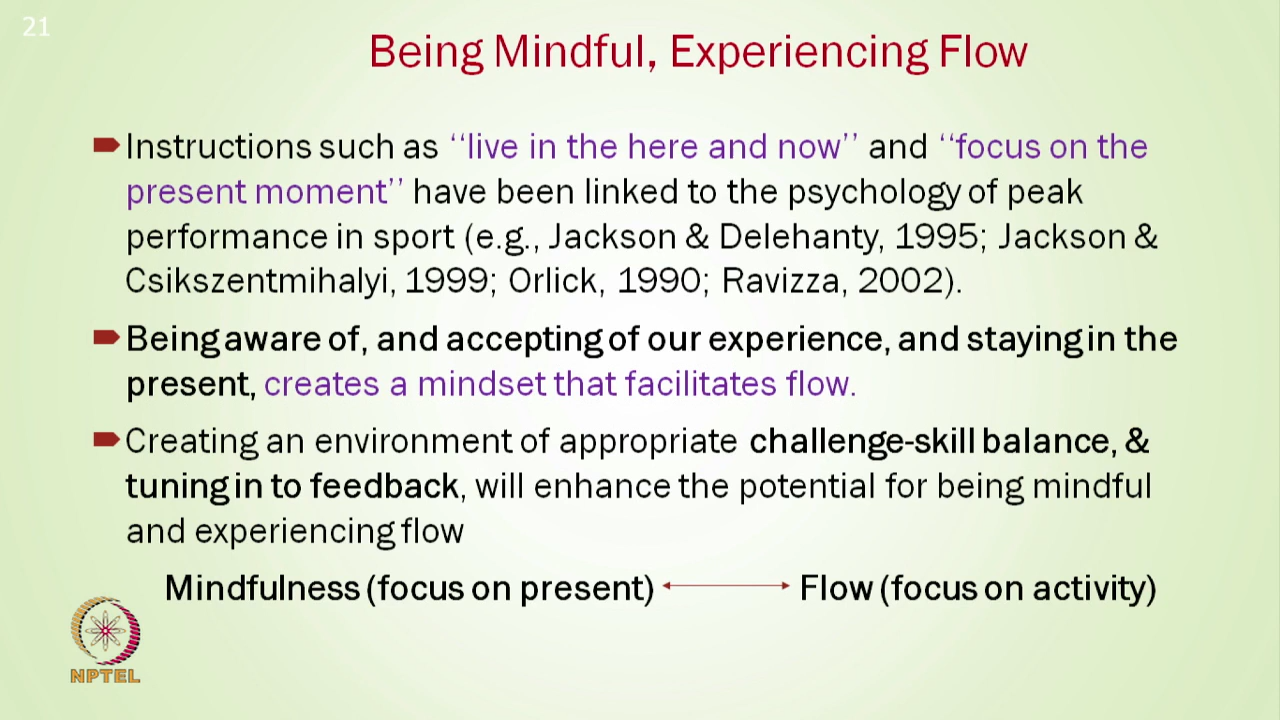 21
Being Mindful, Experiencing Flow
Instructions such as ‘‘live in the here and now’’ and ‘‘focus on the
present moment’’ have been linked to the psychology of peak
performance in sport (e.g., Jackson & Delehanty, 1995; Jackson &
Csikszentmihalyi, 1999; Orlick, 1990; Ravizza, 2002).
Being aware of, and accepting of our experience, and staying in the
present, creates a mindset that facilitates flow.
Creating an environment of appropriate challenge-skill balance, &
tuning in to feedback, will enhance the potential for being mindful
and experiencing flow
Mindfulness (focus on present) Flow (focus on activity)
NPTEL